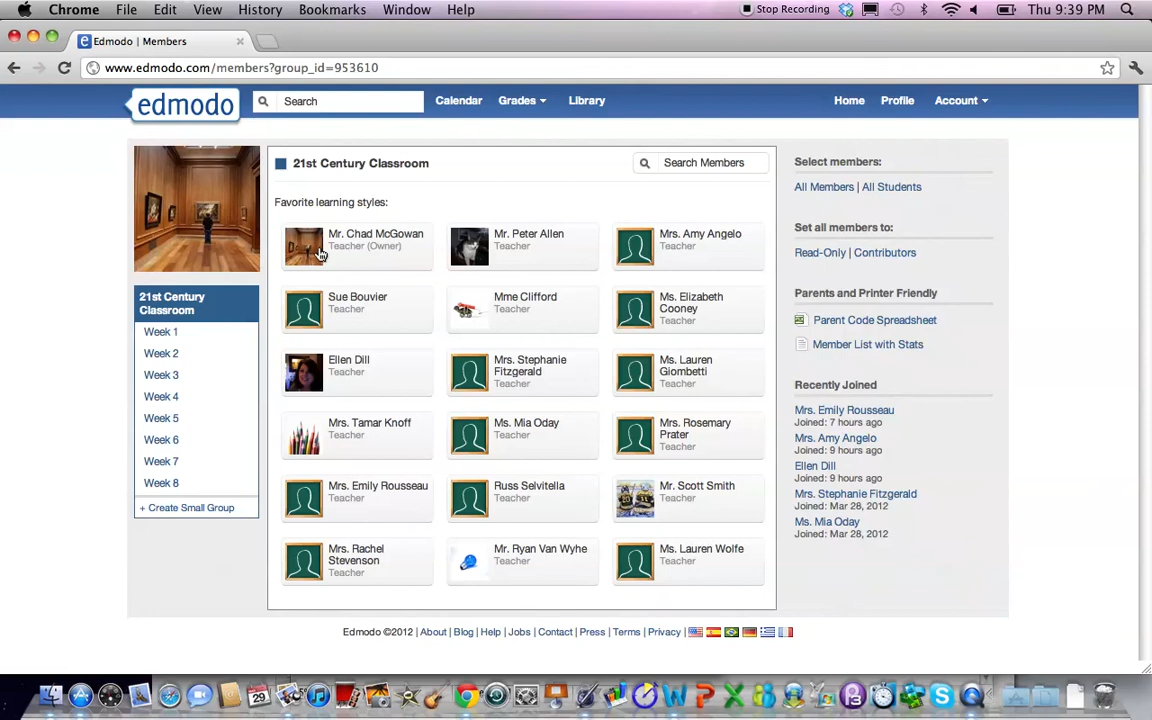 Chrome File Edit View History Bookmarks Window Help Stop Recording Thu 9:39 PM
Edmodo | Members
www.edmodo.com/members?group_id=953610
edmodo Search Calendar Grades Library Home Profile Account
21st Century Classroom Search Members
Favorite learning styles:
Mr. Chad McGowan
Teacher (Owner)
Mr. Peter Allen
Teacher
Mrs. Amy Angelo
Teacher
Sue Bouvier
Teacher
Mme Clifford
Teacher
Ms. Elizabeth
Cooney
Teacher
Ellen Dill
Teacher
Mrs. Stephanie
Fitzgerald
Teacher
Ms. Lauren
Giombetti
Teacher
Mrs. Tamar Knoff
Teacher
Ms. Mia Oday
Teacher
Mrs. Rosemary
Prater
Teacher
Mrs. Emily Rousseau
Teacher
Russ Selvitella
Teacher
Mr. Scott Smith
Teacher
Mrs. Rachel
Stevenson
Teacher
Mr. Ryan Van Wyhe
Teacher
Ms. Lauren Wolfe
Teacher
21st Century
Classroom
Week 1
Week 2
Week 3
Week 4
Week 5
Week 6
Week 7
Week 8
+ Create Small Group
Select members:
All Members | All Students
Set all members to:
Read-Only | Contributors
Parents and Printer Friendly
Parent Code Spreadsheet
Member List with Stats
Recently Joined
Mrs. Emily Rousseau
Joined: 7 hours ago
Mrs. Amy Angelo
Joined: 9 hours ago
Ellen Dill
Joined: 9 hours ago
Mrs. Stephanie Fitzgerald
Joined: Mar 28, 2012
Ms. Mia Oday
Joined: Mar 28, 2012
Edmodo ©2012 | About | Blog | Help | Jobs | Contact | Press | Terms | Privacy |